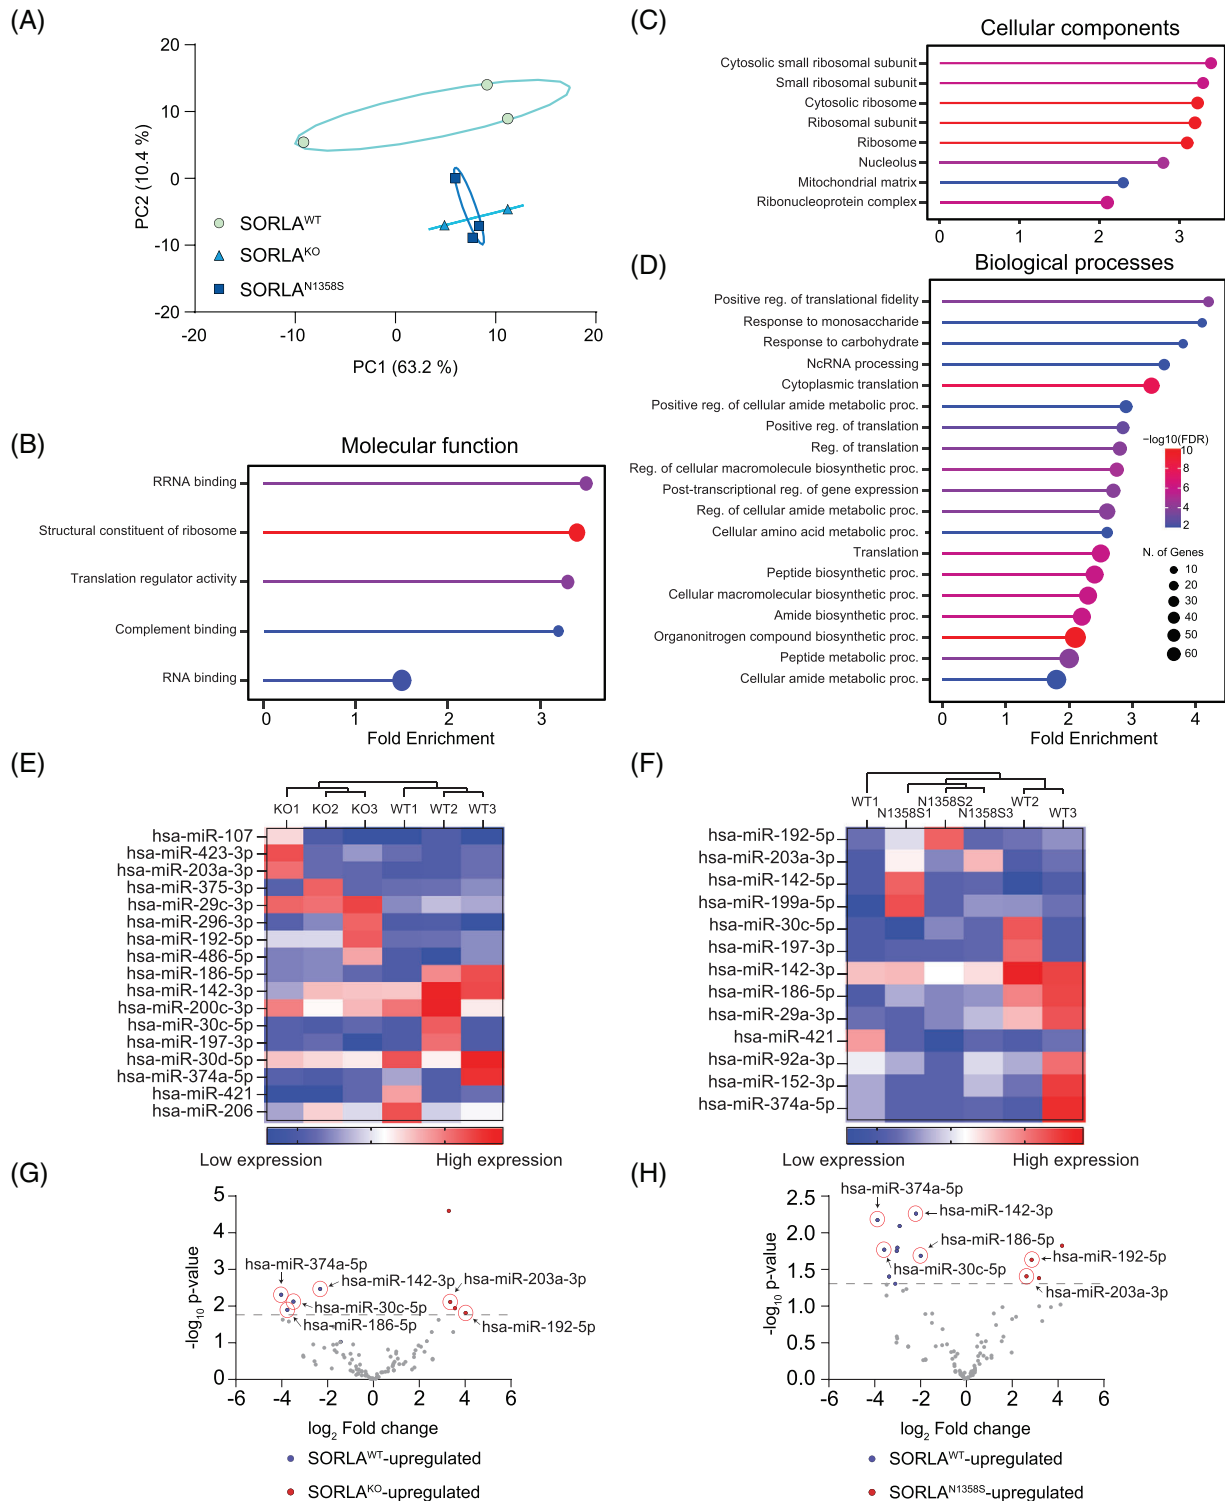 (A)
20
10
0
-10
-20
-20
-10
0
10
20
PC2 (10.4 %)
PC1 (63.2 %)
SORLA^WT
SORLA^KO
SORLA^N1358S
(B)
Molecular function
RRNA binding
Structural constituent of ribosome
Translation regulator activity
Complement binding
RNA binding
0
1
2
3
Fold Enrichment
(C)
Cellular components
Cytosolic small ribosomal subunit
Small ribosomal subunit
Cytosolic ribosome
Ribosomal subunit
Ribosome
Nucleolus
Mitochondrial matrix
Ribonucleoprotein complex
0
1
2
3
(D)
Biological processes
Positive reg. of translational fidelity
Response to monosaccharide
Response to carbohydrate
NcRNA processing
Cytoplasmic translation
Positive reg. of cellular amide metabolic proc.
Positive reg. of translation
Reg. of translation
Reg. of cellular macromolecule biosynthetic proc.
Post-transcriptional reg. of gene expression
Reg. of cellular amide metabolic proc.
Cellular amino acid metabolic proc.
Translation
Peptide biosynthetic proc.
Cellular macromolecular biosynthetic proc.
Amide biosynthetic proc.
Organonitrogen compound biosynthetic proc.
Peptide metabolic proc.
Cellular amide metabolic proc.
−log10(FDR)
10
8
6
4
2
N. of Genes
10
20
30
40
50
60
0
1
2
3
4
Fold Enrichment
(E)
KO1
KO2
KO3
WT1
WT2
WT3
hsa-miR-107
hsa-miR-423-3p
hsa-miR-203a-3p
hsa-miR-375-3p
hsa-miR-29c-3p
hsa-miR-296-3p
hsa-miR-192-5p
hsa-miR-486-5p
hsa-miR-186-5p
hsa-miR-142-3p
hsa-miR-200c-3p
hsa-miR-30c-5p
hsa-miR-197-3p
hsa-miR-30d-5p
hsa-miR-374a-5p
hsa-miR-421
hsa-miR-206
Low expression
High expression
(F)
WT1
N1358S1
N1358S2
N1358S3
WT2
WT3
hsa-miR-192-5p
hsa-miR-203a-3p
hsa-miR-142-5p
hsa-miR-199a-5p
hsa-miR-30c-5p
hsa-miR-197-3p
hsa-miR-142-3p
hsa-miR-186-5p
hsa-miR-29a-3p
hsa-miR-421
hsa-miR-92a-3p
hsa-miR-152-3p
hsa-miR-374a-5p
Low expression
High expression
(G)
5
4
3
2
1
0
-log10 p-value
hsa-miR-374a-5p
hsa-miR-142-3p
hsa-miR-203a-3p
hsa-miR-30c-5p
hsa-miR-186-5p
hsa-miR-192-5p
-6
-4
-2
0
2
4
6
log2 Fold change
SORLA^WT-upregulated
SORLA^KO-upregulated
(H)
2.5
2.0
1.5
1.0
0.5
0.0
-log10 p-value
hsa-miR-374a-5p
hsa-miR-142-3p
hsa-miR-186-5p
hsa-miR-192-5p
hsa-miR-30c-5p
hsa-miR-203a-3p
-6
-4
-2
0
2
4
6
log2 Fold change
SORLA^WT-upregulated
SORLA^N1358S-upregulated